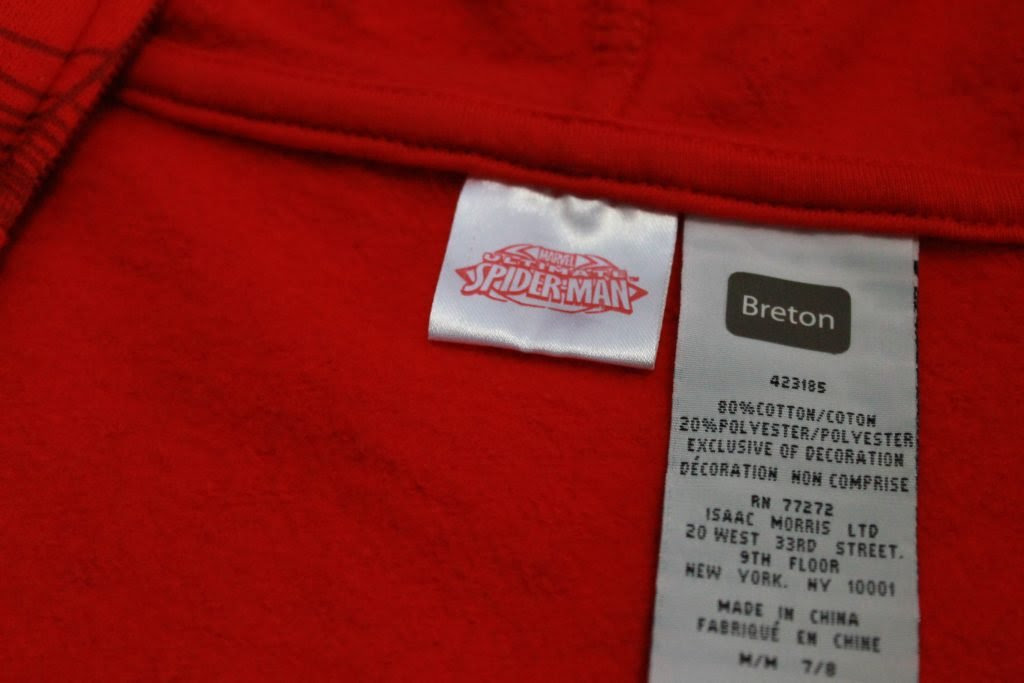 MARVEL
ULTIMATE
SPIDER-MAN
Breton
423185
80%COTTON/COTON
20%POLYESTER/POLYESTER
EXCLUSIVE OF DECORATION
DÉCORATION NON COMPRISE
RN 77272
ISAAC MORRIS LTD
20 WEST 33RD STREET.
9TH FLOOR
NEW YORK. NY 10001
MADE IN CHINA
FABRIQUÉ EN CHINE
M/M 7/8